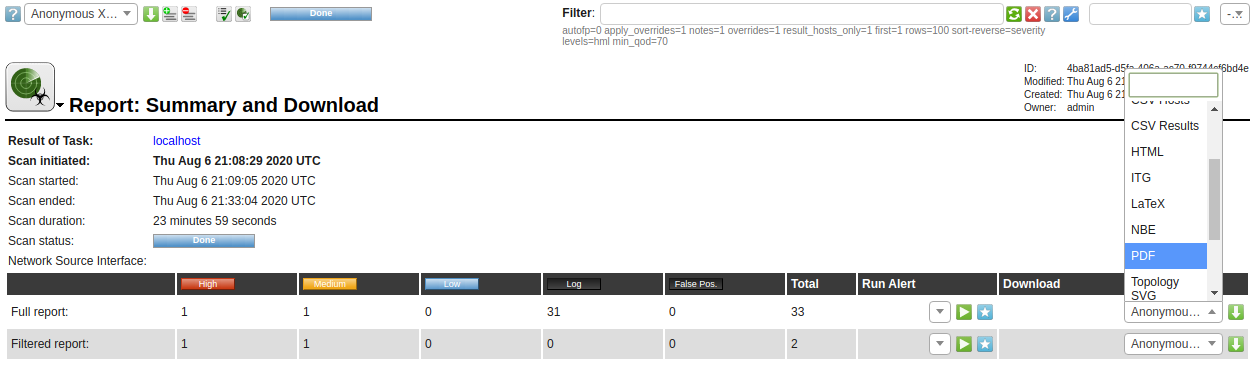 Anonymous X...
Done
Filter:
-...
autofp=0 apply_overrides=1 notes=1 overrides=1 result_hosts_only=1 first=1 rows=100 sort-reverse=severity
levels=hml min_qod=70
Report: Summary and Download
ID:
Modified: Thu Aug 6 21
Created: Thu Aug 6 21
Owner: admin
Result of Task: localhost
Scan initiated: Thu Aug 6 21:08:29 2020 UTC
Scan started: Thu Aug 6 21:09:05 2020 UTC
Scan ended: Thu Aug 6 21:33:04 2020 UTC
Scan duration: 23 minutes 59 seconds
Scan status: Done
Network Source Interface:
CSV Hosts
CSV Results
HTML
ITG
LaTeX
NBE
PDF
Topology
SVG
High Medium Low Log False Pos. Total Run Alert Download
Full report: 1 1 0 31 0 33 Anonymou...
Filtered report: 1 1 0 0 0 2 Anonymou...